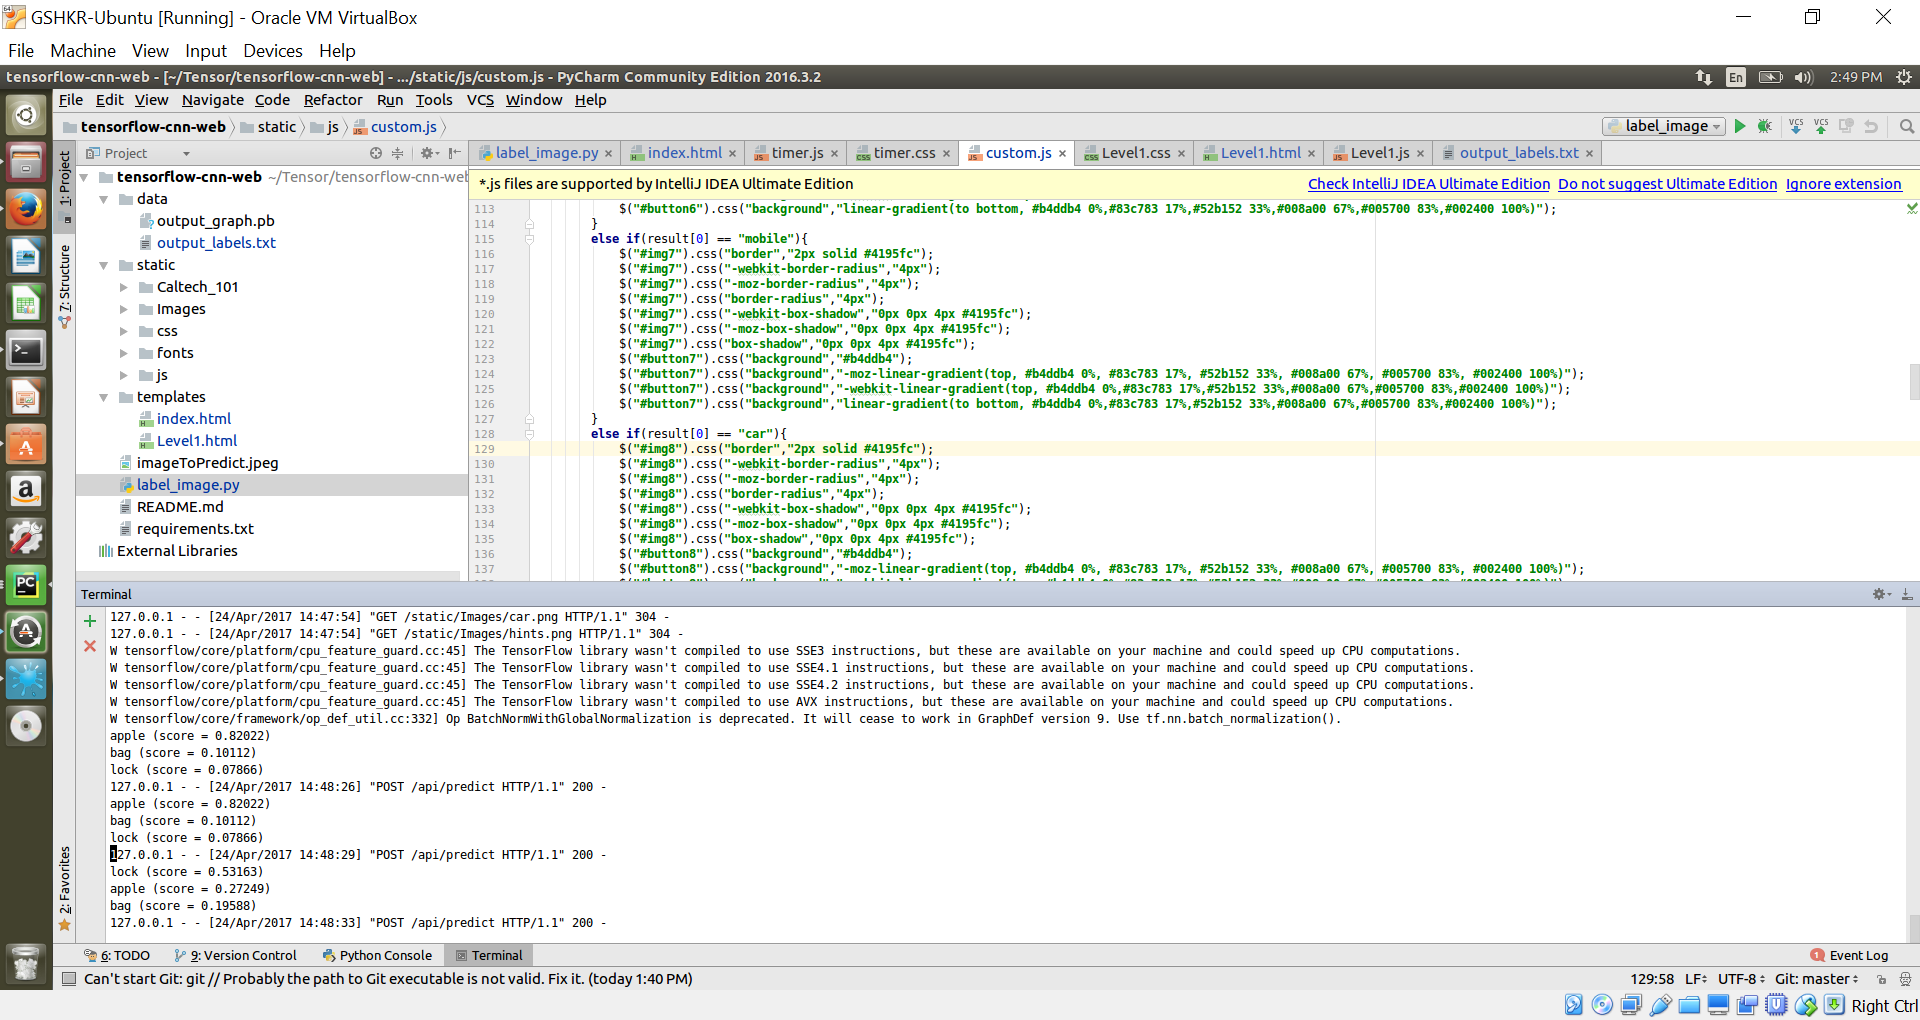 GSHKR-Ubuntu [Running] - Oracle VM VirtualBox
File Machine View Input Devices Help
tensorflow-cnn-web - [~/Tensor/tensorflow-cnn-web] - .../static/js/custom.js - PyCharm Community Edition 2016.3.2
En 2:49 PM
File Edit View Navigate Code Refactor Run Tools VCS Window Help
tensorflow-cnn-web static js custom.js
label_image VCS VCS
Project
label_image.py index.html timer.js timer.css custom.js Level1.css Level1.html Level1.js output_labels.txt
1: Project
7: Structure
2: Favorites
tensorflow-cnn-web ~/Tensor/tensorflow-cnn-web
data
output_graph.pb
output_labels.txt
static
Caltech_101
Images
css
fonts
js
templates
index.html
Level1.html
imageToPredict.jpeg
label_image.py
README.md
requirements.txt
External Libraries
*.js files are supported by IntelliJ IDEA Ultimate Edition Check IntelliJ IDEA Ultimate Edition Do not suggest Ultimate Edition Ignore extension
113 $("#button6").css("background","linear-gradient(to bottom, #b4ddb4 0%,#83c783 17%,#52b152 33%,#008a00 67%,#005700 83%,#002400 100%)");
114 }
115 else if(result[0] == "mobile"){
116 $("#img7").css("border","2px solid #4195fc");
117 $("#img7").css("-webkit-border-radius","4px");
118 $("#img7").css("-moz-border-radius","4px");
119 $("#img7").css("border-radius","4px");
120 $("#img7").css("-webkit-box-shadow","0px 0px 4px #4195fc");
121 $("#img7").css("-moz-box-shadow","0px 0px 4px #4195fc");
122 $("#img7").css("box-shadow","0px 0px 4px #4195fc");
123 $("#button7").css("background","#b4ddb4");
124 $("#button7").css("background","-moz-linear-gradient(top, #b4ddb4 0%, #83c783 17%, #52b152 33%, #008a00 67%, #005700 83%, #002400 100%)");
125 $("#button7").css("background","-webkit-linear-gradient(top, #b4ddb4 0%,#83c783 17%,#52b152 33%,#008a00 67%,#005700 83%,#002400 100%)");
126 $("#button7").css("background","linear-gradient(to bottom, #b4ddb4 0%,#83c783 17%,#52b152 33%,#008a00 67%,#005700 83%,#002400 100%)");
127 }
128 else if(result[0] == "car"){
129 $("#img8").css("border","2px solid #4195fc");
130 $("#img8").css("-webkit-border-radius","4px");
131 $("#img8").css("-moz-border-radius","4px");
132 $("#img8").css("border-radius","4px");
133 $("#img8").css("-webkit-box-shadow","0px 0px 4px #4195fc");
134 $("#img8").css("-moz-box-shadow","0px 0px 4px #4195fc");
135 $("#img8").css("box-shadow","0px 0px 4px #4195fc");
136 $("#button8").css("background","#b4ddb4");
137 $("#button8").css("background","-moz-linear-gradient(top, #b4ddb4 0%, #83c783 17%, #52b152 33%, #008a00 67%, #005700 83%, #002400 100%)");
Terminal
127.0.0.1 - - [24/Apr/2017 14:47:54] "GET /static/Images/car.png HTTP/1.1" 304 -
127.0.0.1 - - [24/Apr/2017 14:47:54] "GET /static/Images/hints.png HTTP/1.1" 304 -
W tensorflow/core/platform/cpu_feature_guard.cc:45] The TensorFlow library wasn't compiled to use SSE3 instructions, but these are available on your machine and could speed up CPU computations.
W tensorflow/core/platform/cpu_feature_guard.cc:45] The TensorFlow library wasn't compiled to use SSE4.1 instructions, but these are available on your machine and could speed up CPU computations.
W tensorflow/core/platform/cpu_feature_guard.cc:45] The TensorFlow library wasn't compiled to use SSE4.2 instructions, but these are available on your machine and could speed up CPU computations.
W tensorflow/core/platform/cpu_feature_guard.cc:45] The TensorFlow library wasn't compiled to use AVX instructions, but these are available on your machine and could speed up CPU computations.
W tensorflow/core/framework/op_def_util.cc:332] Op BatchNormWithGlobalNormalization is deprecated. It will cease to work in GraphDef version 9. Use tf.nn.batch_normalization().
apple (score = 0.82022)
bag (score = 0.10112)
lock (score = 0.07866)
127.0.0.1 - - [24/Apr/2017 14:48:26] "POST /api/predict HTTP/1.1" 200 -
apple (score = 0.82022)
bag (score = 0.10112)
lock (score = 0.07866)
127.0.0.1 - - [24/Apr/2017 14:48:29] "POST /api/predict HTTP/1.1" 200 -
lock (score = 0.53163)
apple (score = 0.27249)
bag (score = 0.19588)
127.0.0.1 - - [24/Apr/2017 14:48:33] "POST /api/predict HTTP/1.1" 200 -
6: TODO 9: Version Control Python Console Terminal 1 Event Log
Can't start Git: git // Probably the path to Git executable is not valid. Fix it. (today 1:40 PM) 129:58 LF UTF-8 Git: master
Right Ctrl